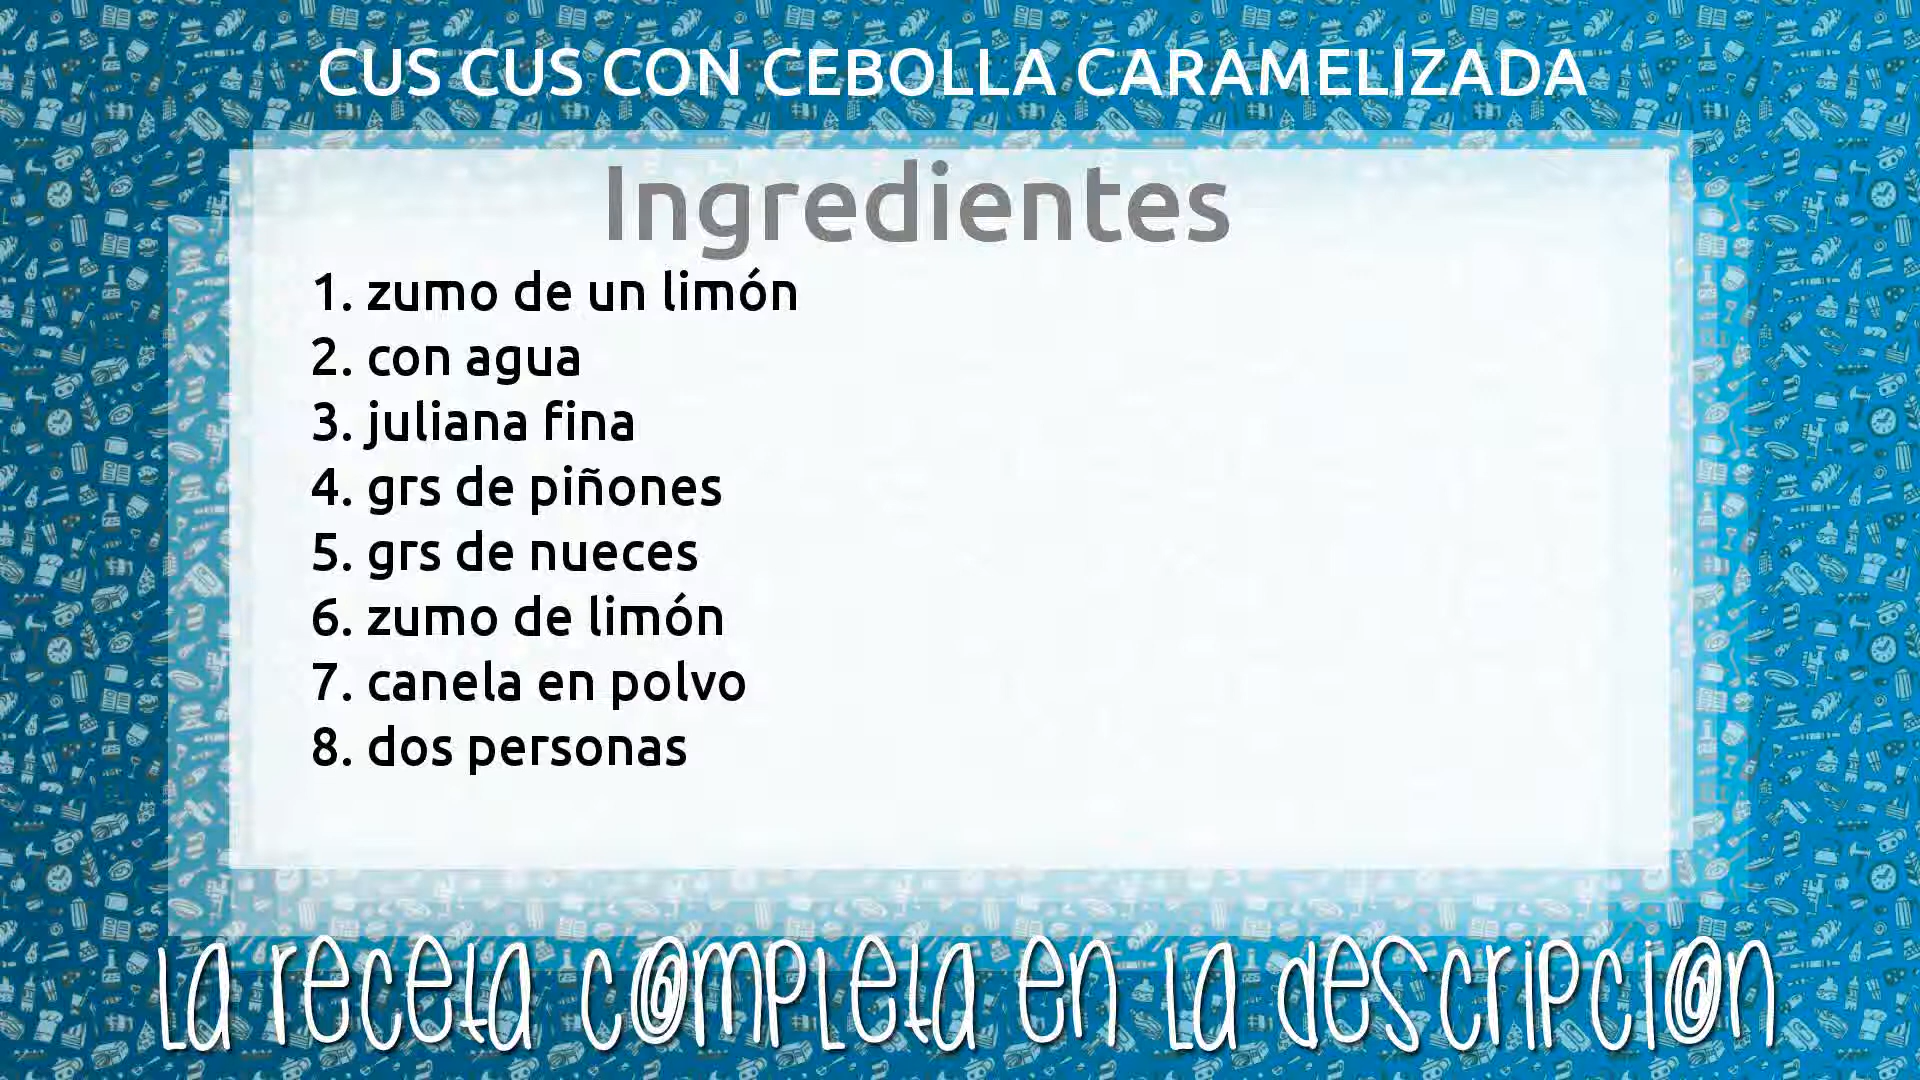 CUS CUS CON CEBOLLA CARAMELIZADA
Ingredientes
1. zumo de un limón
2. con agua
3. juliana fina
4. grs de piñones
5. grs de nueces
6. zumo de limón
7. canela en polvo
8. dos personas
La receta completa en la descripcion